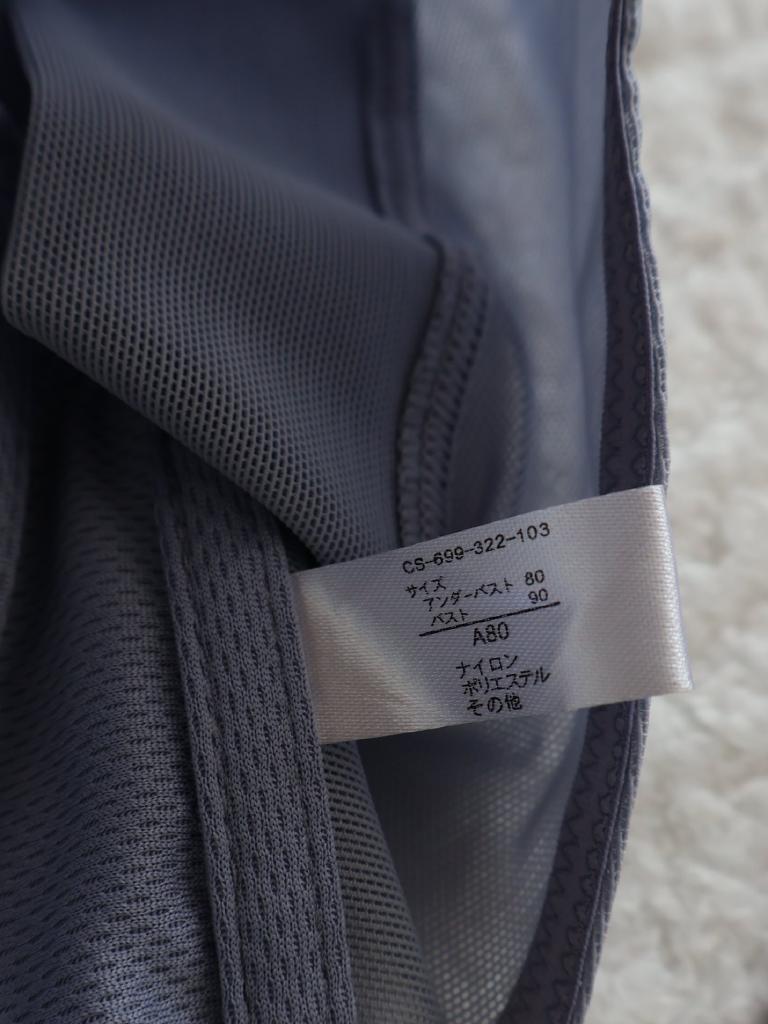 CS-699-322-103
サイズ
アンダーバスト 80
バスト 90
A80
ナイロン
ポリエステル
その他